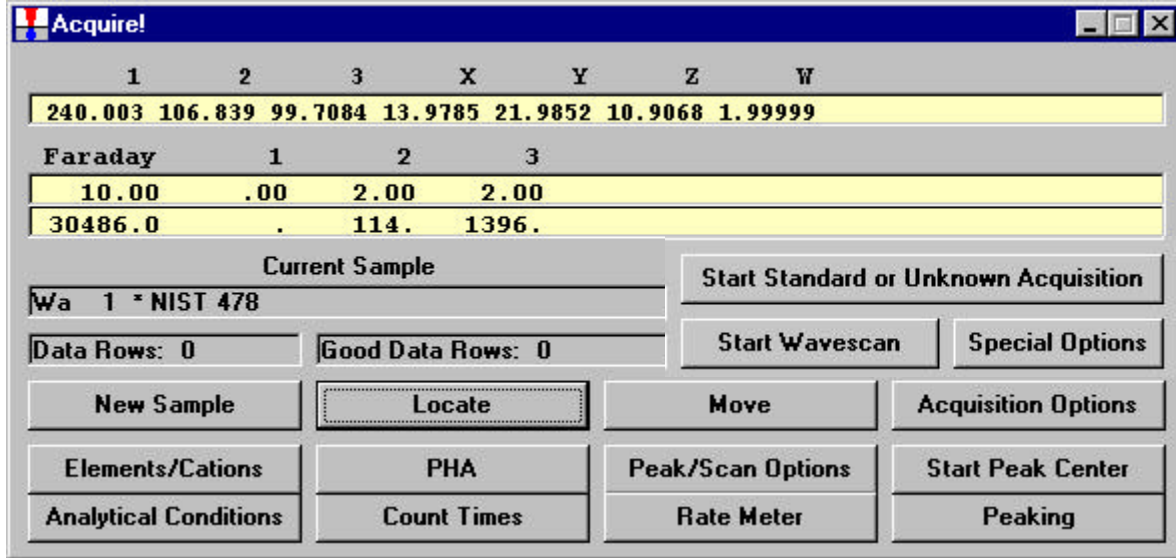 Acquire!
1 2 3 X Y Z W
240.003 106.839 99.7084 13.9785 21.9852 10.9068 1.99999
Faraday 1 2 3
10.00 .00 2.00 2.00
30486.0 . 114. 1396.
Current Sample
Wa 1 * NIST 478
Start Standard or Unknown Acquisition
Data Rows: 0 Good Data Rows: 0
Start Wavescan Special Options
New Sample Locate Move Acquisition Options
Elements/Cations PHA Peak/Scan Options Start Peak Center
Analytical Conditions Count Times Rate Meter Peaking